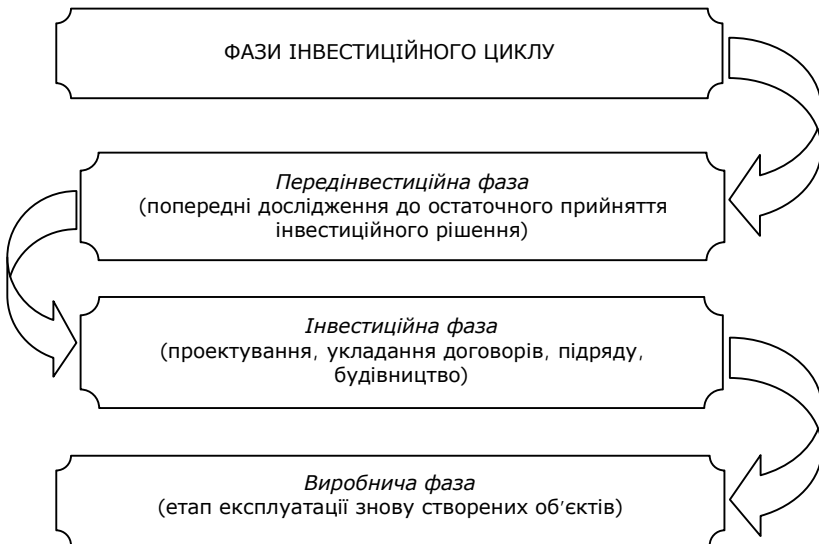 ФАЗИ ІНВЕСТИЦІЙНОГО ЦИКЛУ
Передінвестиційна фаза
(попередні дослідження до остаточного прийняття
інвестиційного рішення)
Інвестиційна фаза
(проектування, укладання договорів, підряду,
будівництво)
Виробнича фаза
(етап експлуатації знову створених об'єктів)